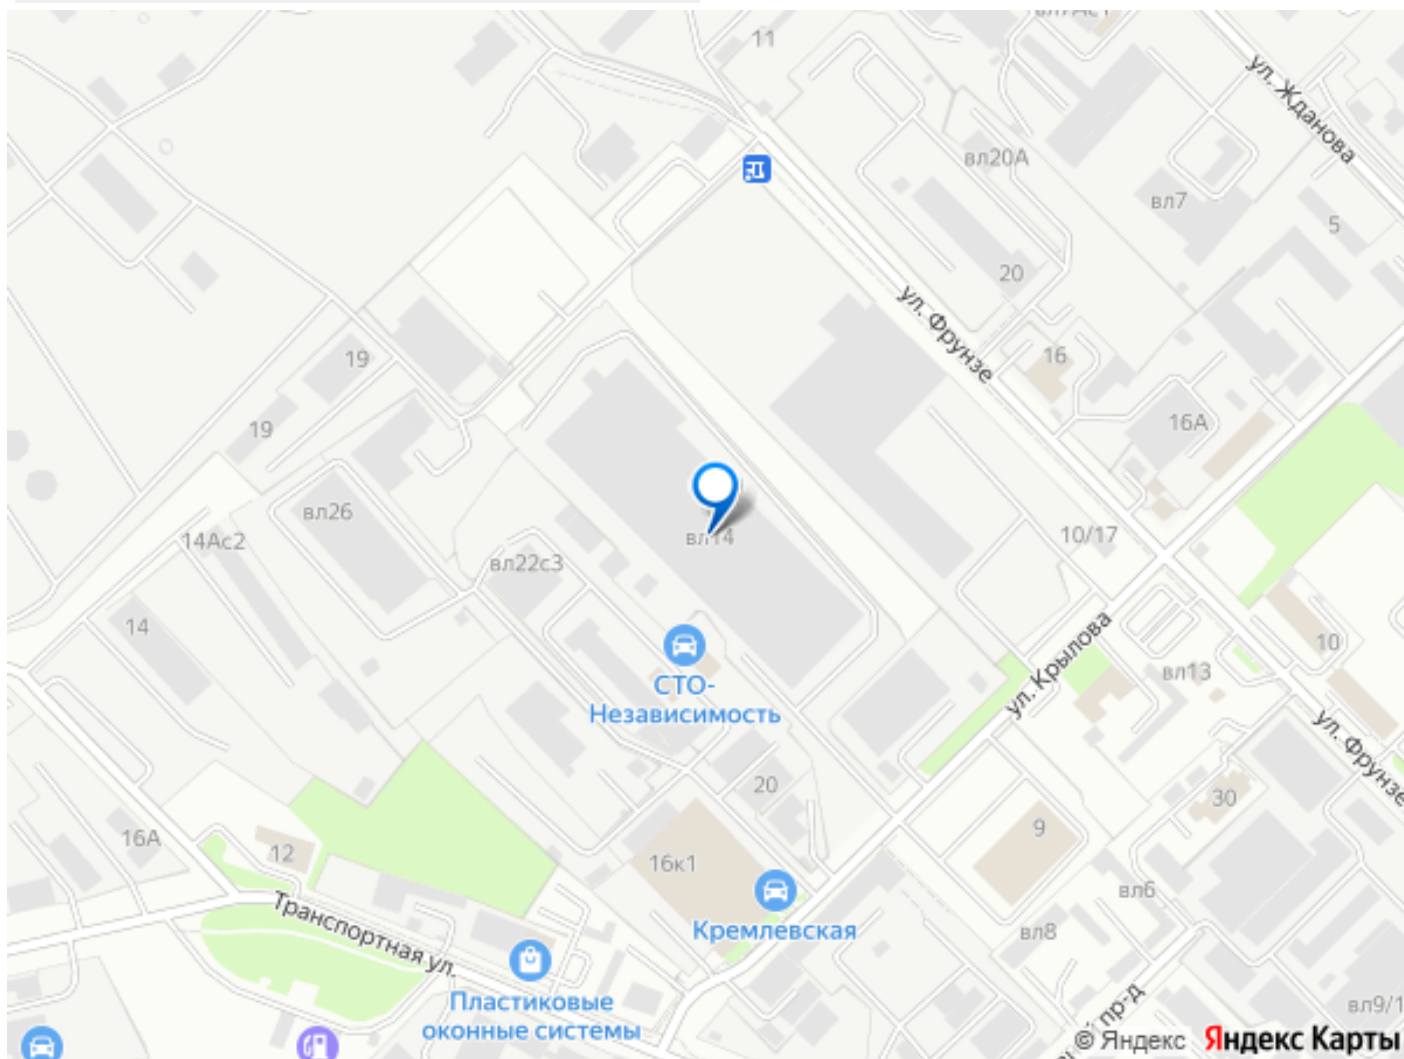 11
ул. Жданова
вл20А
вл7
5
20
ул. Фрунзе
16
19
16А
19
вл26
14Ас2
вл14
10/17
вл22с3
14
10
ул. Крылова
вл13
СТО-
Независимость
ул. Фрунзе
20
30
9
16А
12
16к1
вл6
Транспортная ул.
Кремлёвская
вл8
Пластиковые
оконные системы
пр-д
вл9/1
© Яндекс Яндекс Карты